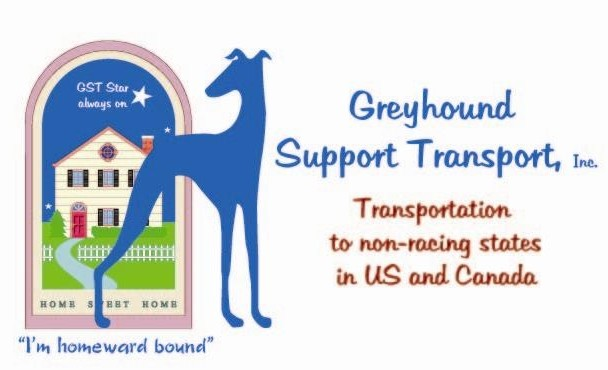 GST Star
always on
HOME SWEET HOME
"I'm homeward bound"
Greyhound
Support Transport, Inc.
Transportation
to non-racing states
in US and Canada